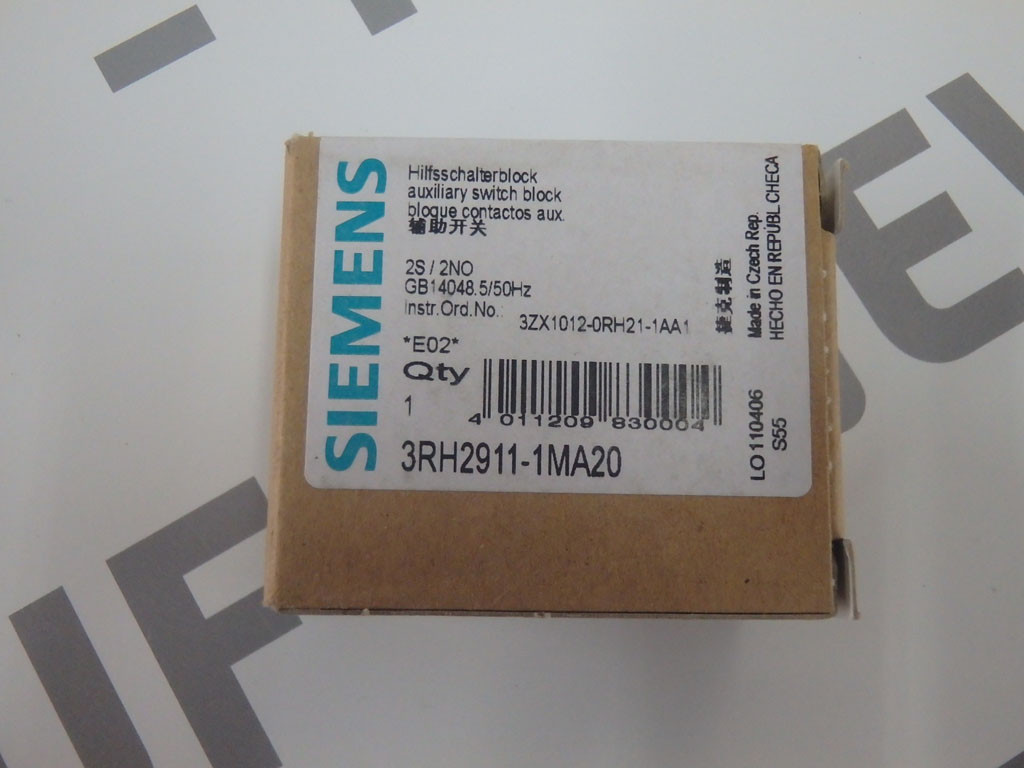 SIEMENS
Hilfsschalterblock
auxiliary switch block
bloque contactos aux.
辅助开关
2S / 2NO
GB14048.5/50Hz
Instr.Ord.No.: 3ZX1012-0RH21-1AA1
*E02*
Qty
1
4 011209 830004
3RH2911-1MA20
捷克制造
Made in Czech Rep.
HECHO EN REPÚBL.CHECA
LO 110406
S55